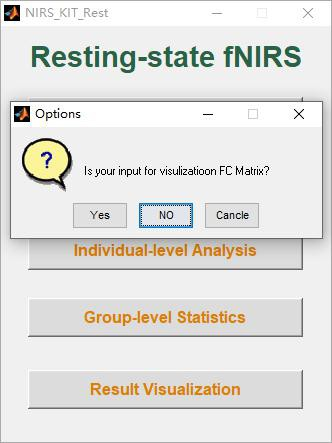 NIRS_KIT_Rest
Resting-state fNIRS
Options
?
Is your input for visulizatioon FC Matrix?
Yes
NO
Cancle
Individual-level Analysis
Group-level Statistics
Result Visualization